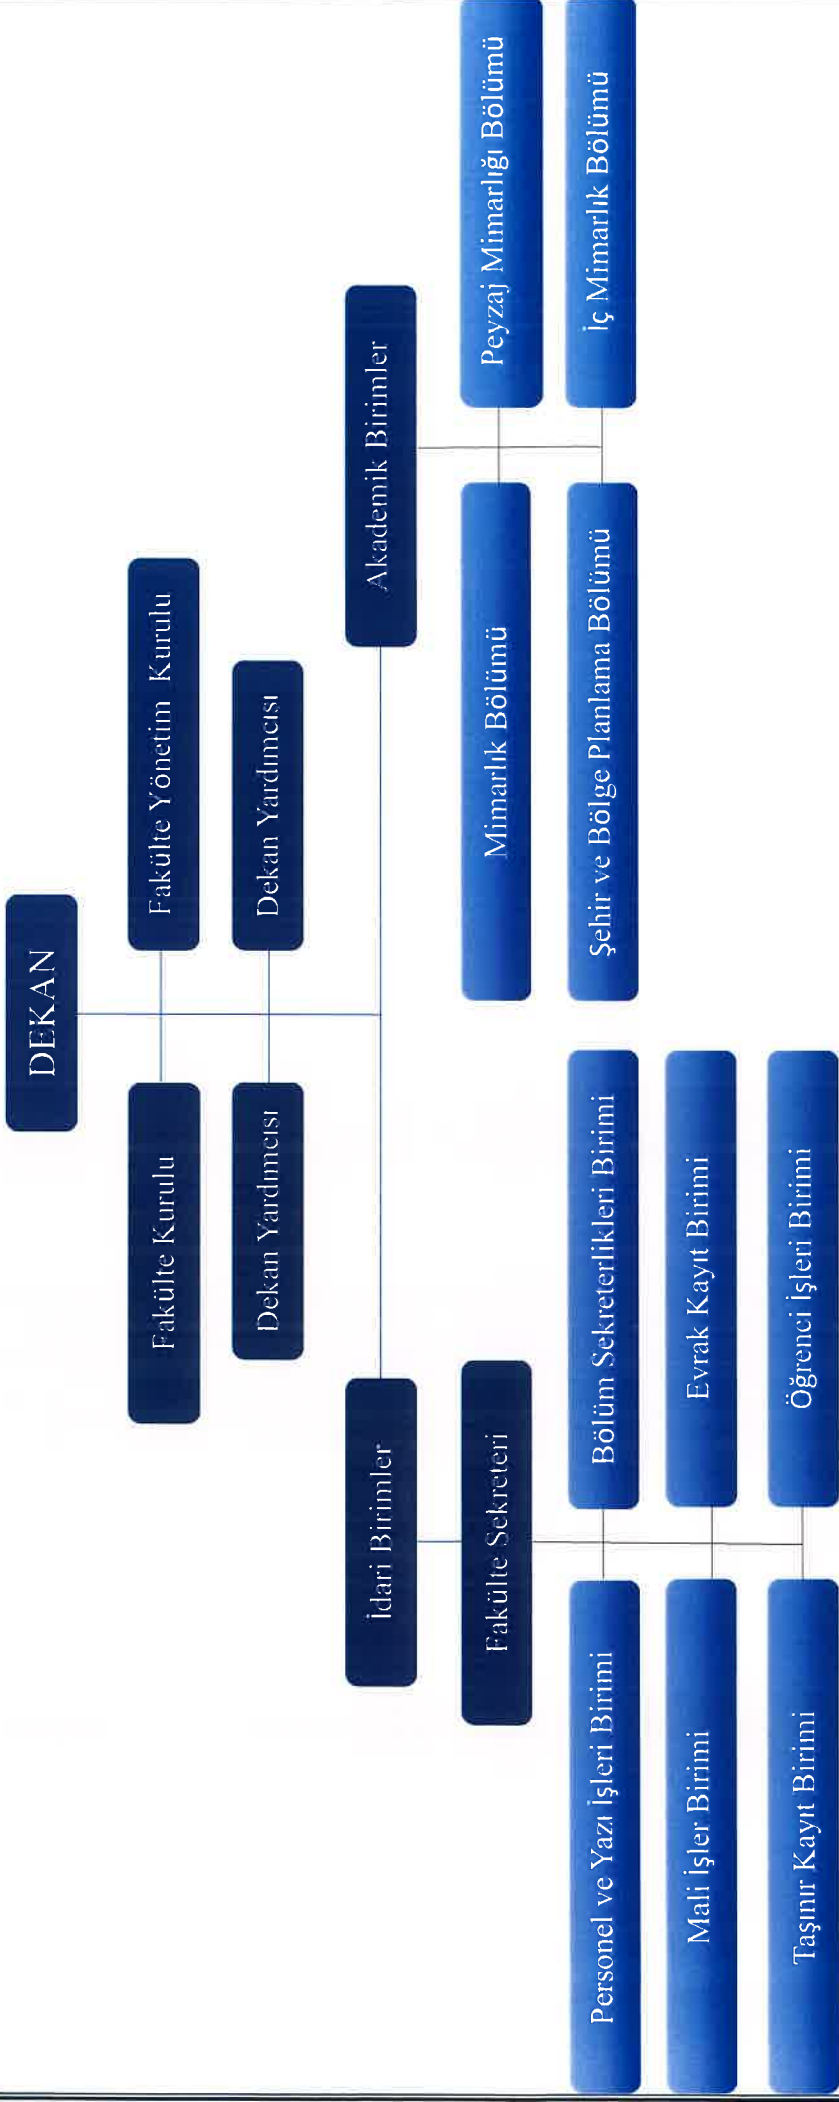 DEKAN
Fakülte Kurulu
Fakülte Yönetim Kurulu
Dekan Yardımcısı
Dekan Yardımcısı
İdari Birimler
Akademik Birimler
Fakülte Sekreteri
Mimarlık Bölümü
Peyzaj Mimarlığı Bölümü
Personel ve Yazı İşleri Birimi
Bölüm Sekreterlikleri Birimi
Şehir ve Bölge Planlama Bölümü
İç Mimarlık Bölümü
Mali İşler Birimi
Evrak Kayıt Birimi
Taşınır Kayıt Birimi
Öğrenci İşleri Birimi